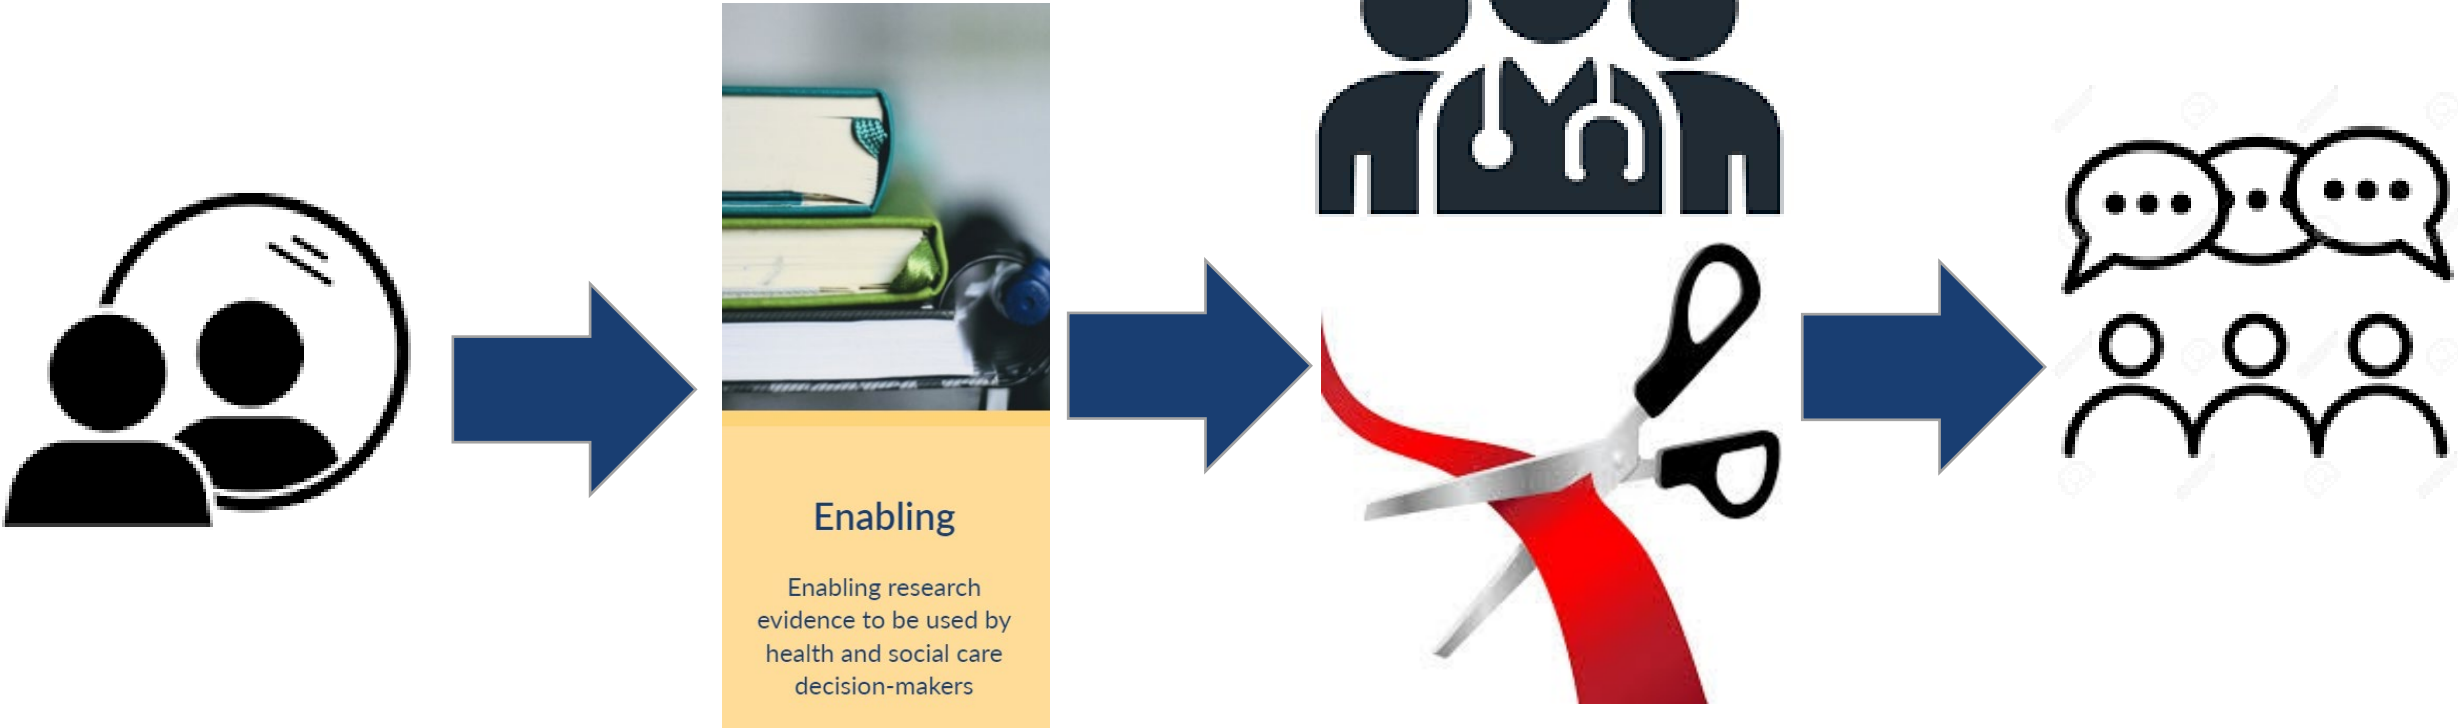 Enabling
Enabling research
evidence to be used by
health and social care
decision-makers